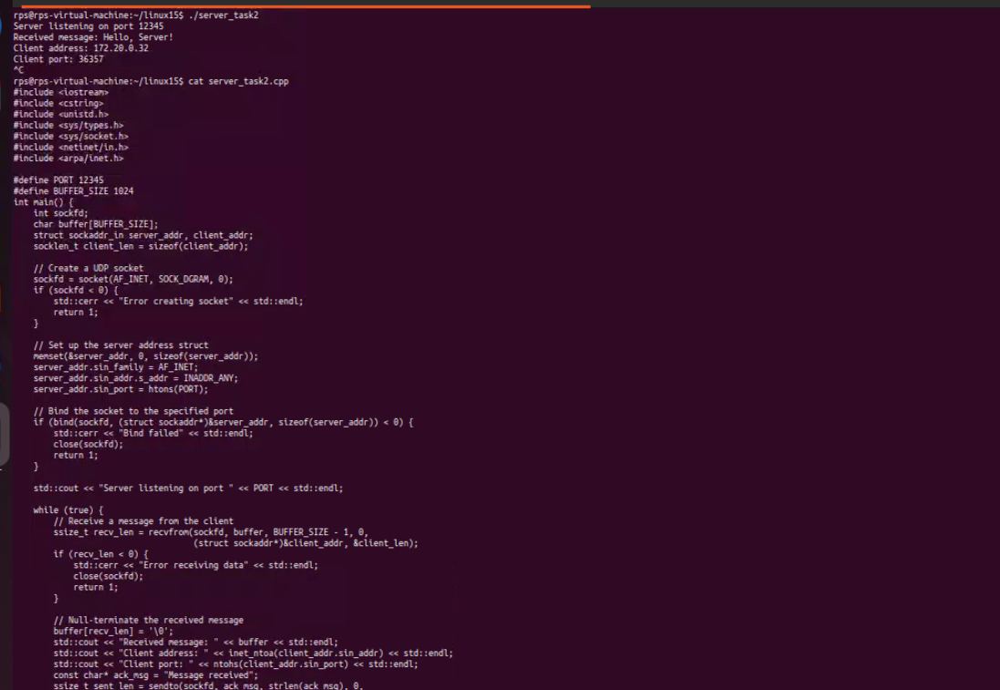 rps@rps-virtual-machine:~/linux15$ ./server_task2
Server listening on port 12345
Received message: Hello, Server!
Client address: 172.20.0.32
Client port: 36357
^C
rps@rps-virtual-machine:~/linux15$ cat server_task2.cpp
#include <iostream>
#include <cstring>
#include <unistd.h>
#include <sys/types.h>
#include <sys/socket.h>
#include <netinet/in.h>
#include <arpa/inet.h>

#define PORT 12345
#define BUFFER_SIZE 1024
int main() {
    int sockfd;
    char buffer[BUFFER_SIZE];
    struct sockaddr_in server_addr, client_addr;
    socklen_t client_len = sizeof(client_addr);

    // Create a UDP socket
    sockfd = socket(AF_INET, SOCK_DGRAM, 0);
    if (sockfd < 0) {
        std::cerr << "Error creating socket" << std::endl;
        return 1;
    }

    // Set up the server address struct
    memset(&server_addr, 0, sizeof(server_addr));
    server_addr.sin_family = AF_INET;
    server_addr.sin_addr.s_addr = INADDR_ANY;
    server_addr.sin_port = htons(PORT);

    // Bind the socket to the specified port
    if (bind(sockfd, (struct sockaddr*)&server_addr, sizeof(server_addr)) < 0) {
        std::cerr << "Bind failed" << std::endl;
        close(sockfd);
        return 1;
    }

    std::cout << "Server listening on port " << PORT << std::endl;

    while (true) {
        // Receive a message from the client
        ssize_t recv_len = recvfrom(sockfd, buffer, BUFFER_SIZE - 1, 0,
                                    (struct sockaddr*)&client_addr, &client_len);
        if (recv_len < 0) {
            std::cerr << "Error receiving data" << std::endl;
            close(sockfd);
            return 1;
        }

        // Null-terminate the received message
        buffer[recv_len] = '\0';
        std::cout << "Received message: " << buffer << std::endl;
        std::cout << "Client address: " << inet_ntoa(client_addr.sin_addr) << std::endl;
        std::cout << "Client port: " << ntohs(client_addr.sin_port) << std::endl;
        const char* ack_msg = "Message received";
        ssize_t sent_len = sendto(sockfd, ack_msg, strlen(ack_msg), 0,